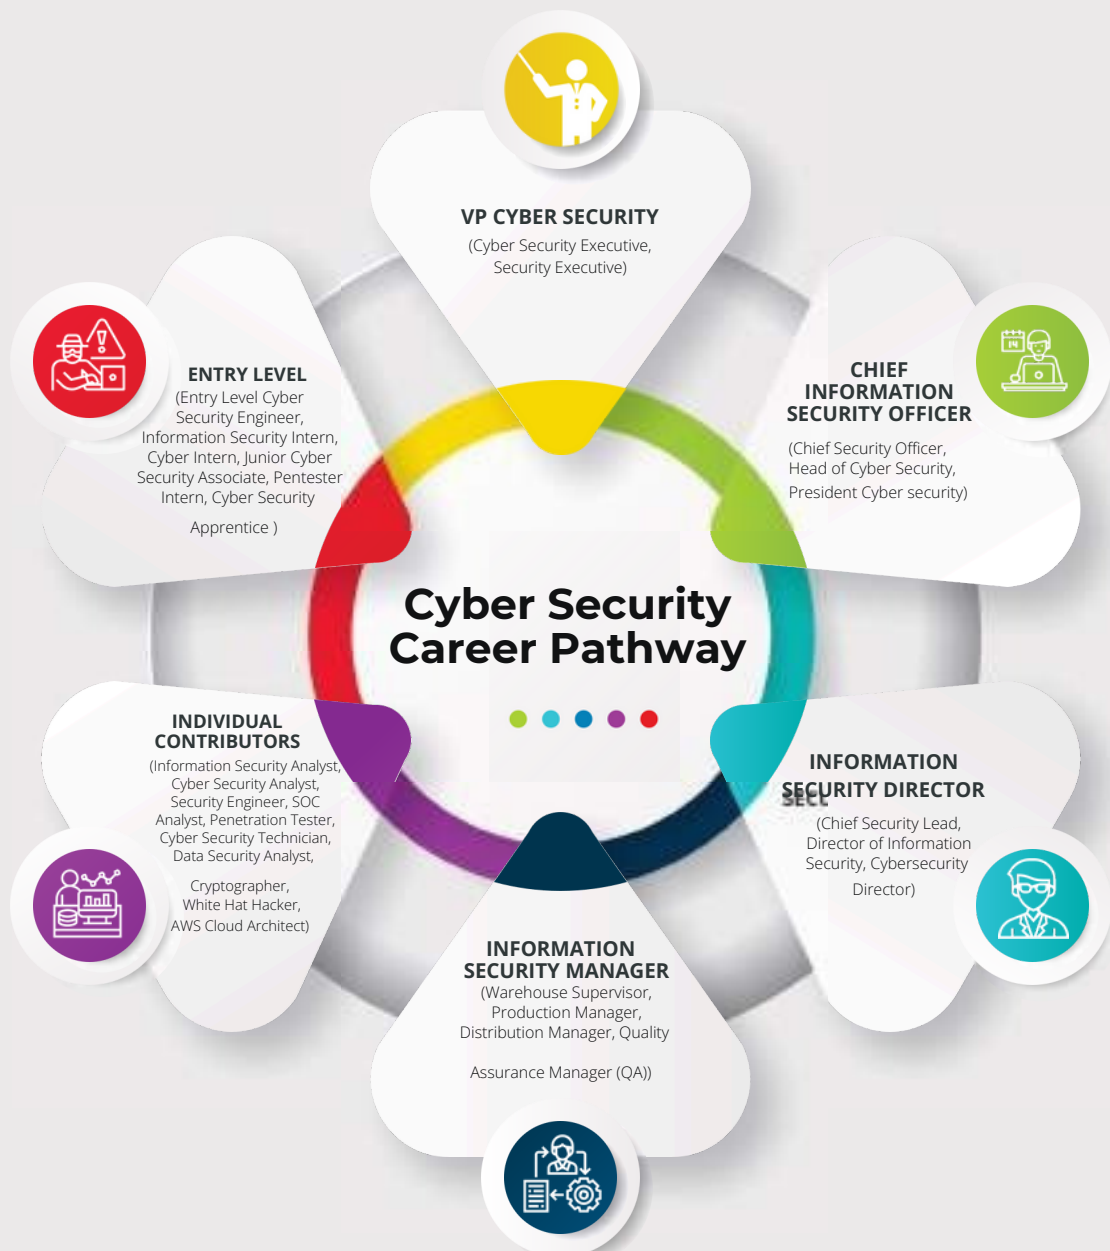 VP CYBER SECURITY
(Cyber Security Executive,
Security Executive)
CHIEF
INFORMATION
SECURITY OFFICER
(Chief Security Officer,
Head of Cyber Security,
President Cyber security)
14
ENTRY LEVEL
(Entry Level Cyber
Security Engineer,
Information Security Intern,
Cyber Intern, Junior Cyber
Security Associate, Pentester
Intern, Cyber Security
Apprentice )
Cyber Security
Career Pathway
INDIVIDUAL
CONTRIBUTORS
(Information Security Analyst,
Cyber Security Analyst,
Security Engineer, SOC
Analyst, Penetration Tester,
Cyber Security Technician,
Data Security Analyst,
Cryptographer,
White Hat Hacker,
AWS Cloud Architect)
INFORMATION
SECURITY DIRECTOR
(Chief Security Lead,
Director of Information
Security, Cybersecurity
Director)
INFORMATION
SECURITY MANAGER
(Warehouse Supervisor,
Production Manager,
Distribution Manager, Quality
Assurance Manager (QA))